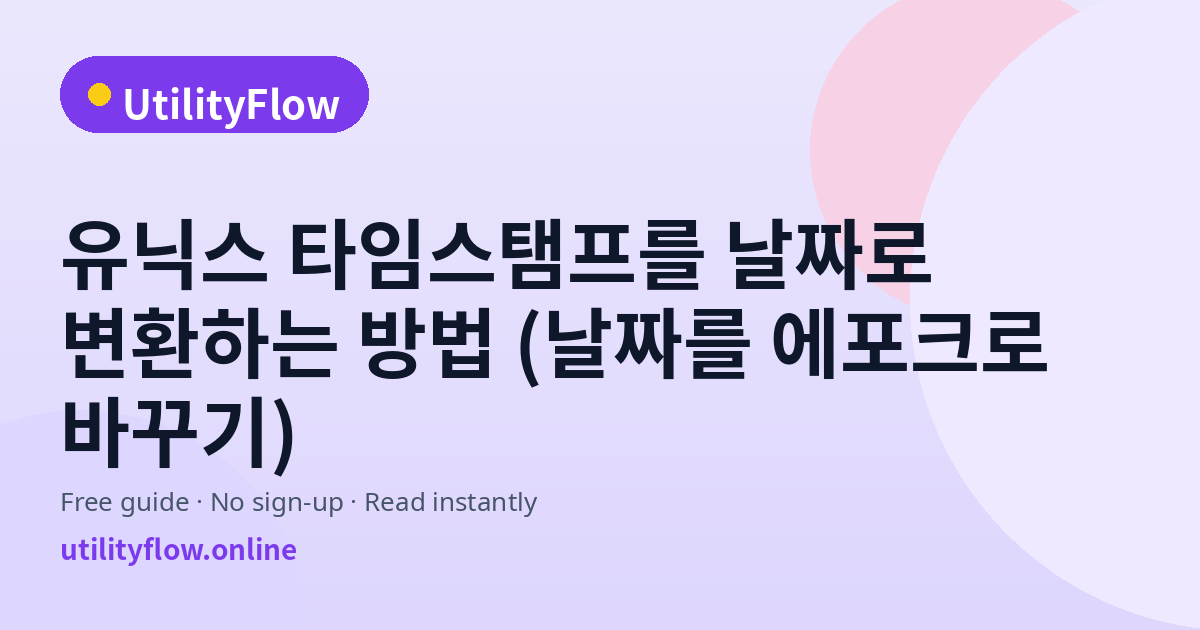 UtilityFlow
유닉스 타임스탬프를 날짜로
변환하는 방법 (날짜를 에포크로
바꾸기)
Free guide · No sign-up · Read instantly
utilityflow.online